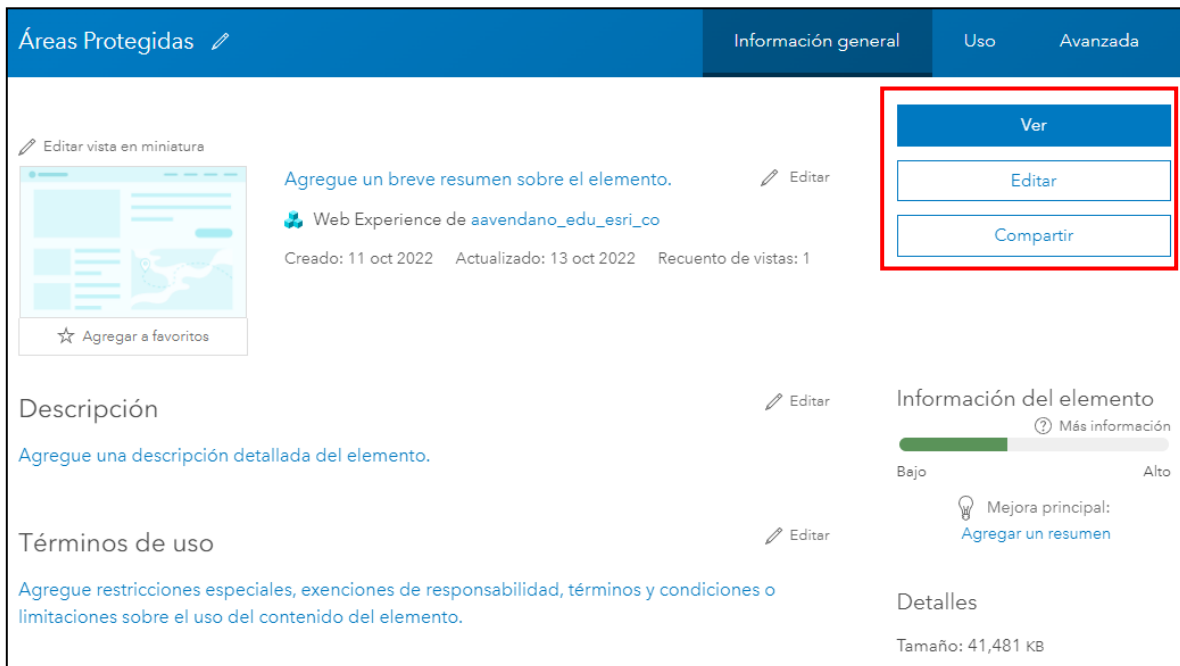 Áreas Protegidas
Información general
Uso
Avanzada
Ver
Editar
Compartir
Editar vista en miniatura
Agregar a favoritos
Agregue un breve resumen sobre el elemento.
Editar
Web Experience de aavendano_edu_esri_co
Creado: 11 oct 2022 Actualizado: 13 oct 2022 Recuento de vistas: 1
Descripción
Editar
Agregue una descripción detallada del elemento.
Términos de uso
Editar
Agregue restricciones especiales, exenciones de responsabilidad, términos y condiciones o
limitaciones sobre el uso del contenido del elemento.
Información del elemento
Más información
Bajo
Alto
Mejora principal:
Agregar un resumen
Detalles
Tamaño: 41,481 KB